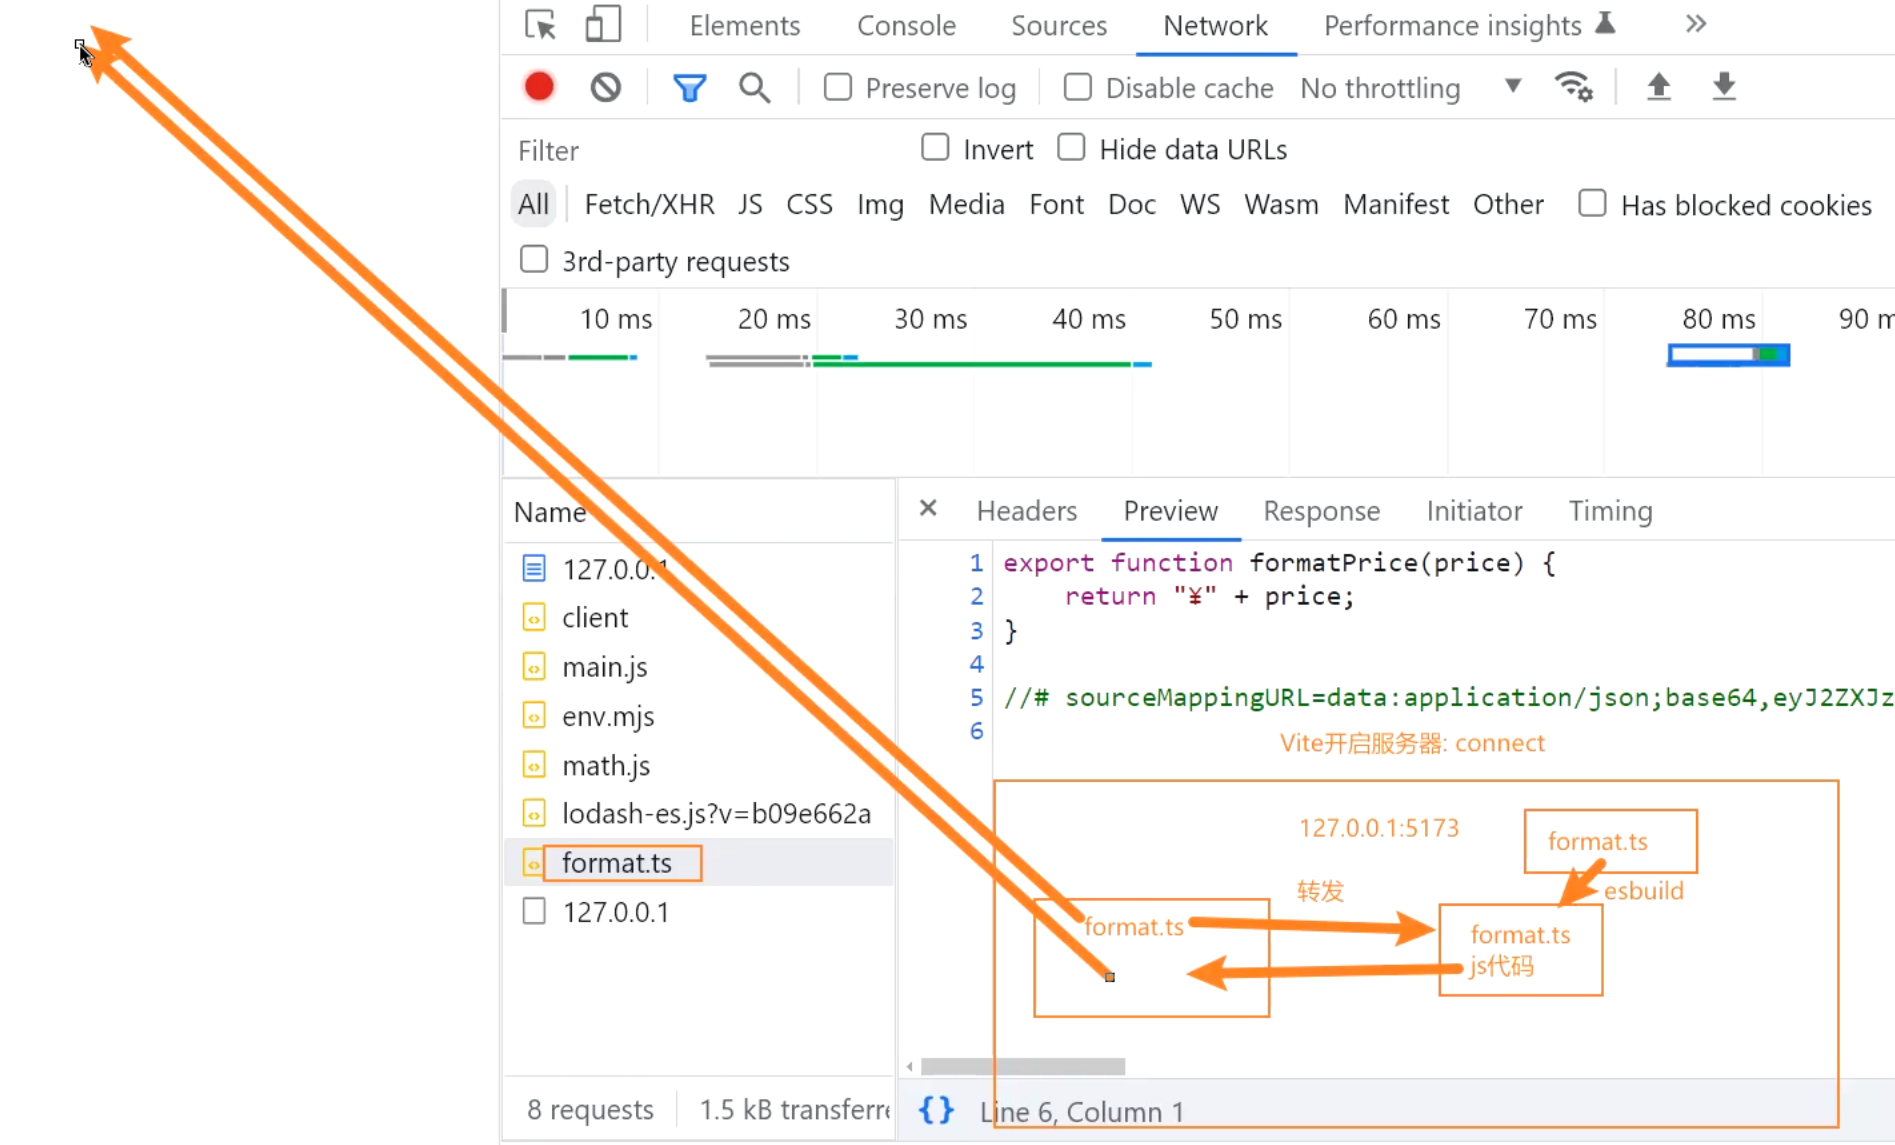 Elements Console Sources Network Performance insights
Preserve log Disable cache No throttling
Filter Invert Hide data URLs
All Fetch/XHR JS CSS Img Media Font Doc WS Wasm Manifest Other Has blocked cookies
3rd-party requests
10 ms 20 ms 30 ms 40 ms 50 ms 60 ms 70 ms 80 ms 90 m
Name
127.0.0.1
client
main.js
env.mjs
math.js
lodash-es.js?v=b09e662a
format.ts
127.0.0.1
8 requests 1.5 kB transferre
Headers Preview Response Initiator Timing
1 export function formatPrice(price) {
2 return "¥" + price;
3 }
4
5 //# sourceMappingURL=data:application/json;base64,eyJ2ZXJz
6
Vite开启服务器: connect
127.0.0.1:5173
format.ts
esbuild
转发
format.ts
format.ts
js代码
{} Line 6, Column 1